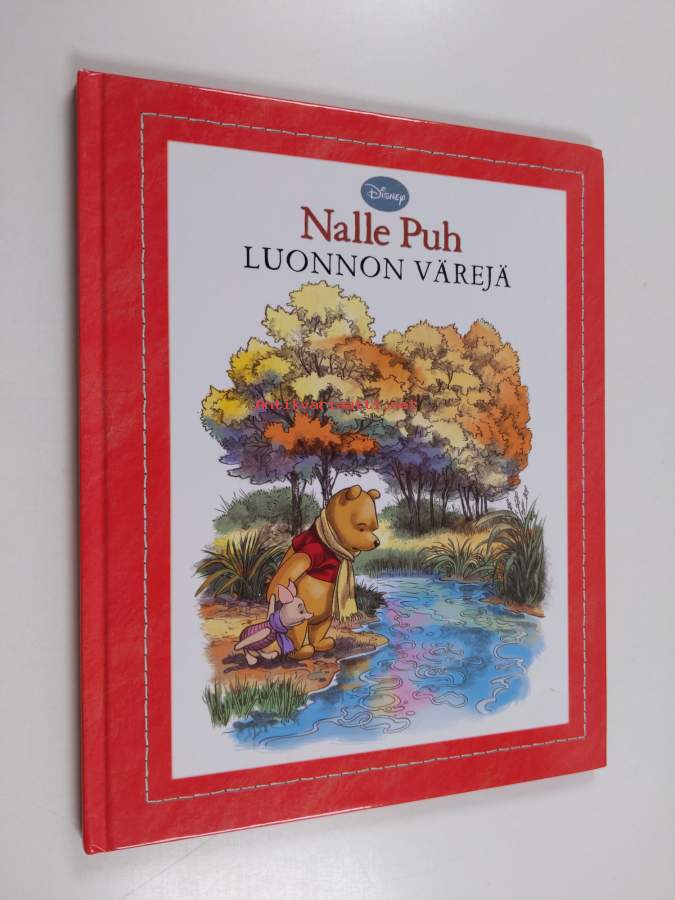 Disney
Nalle Puh
LUONNON VÄREJÄ
antikvariaatti.net